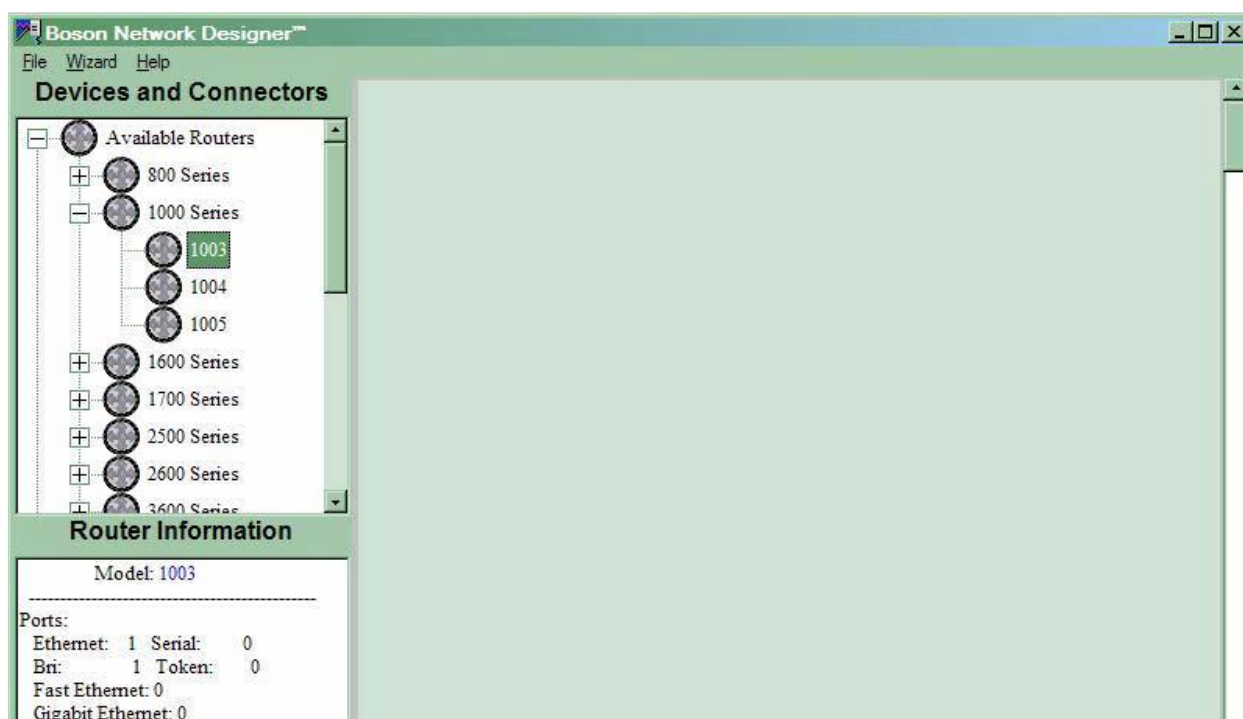 Boson Network Designer™
File Wizard Help
Devices and Connectors
Available Routers
800 Series
1000 Series
1003
1004
1005
1600 Series
1700 Series
2500 Series
2600 Series
3600 Series
Router Information
Model: 1003
----------------------------------------------
Ports:
Ethernet: 1 Serial: 0
Bri: 1 Token: 0
Fast Ethernet: 0
Gigabit Ethernet: 0